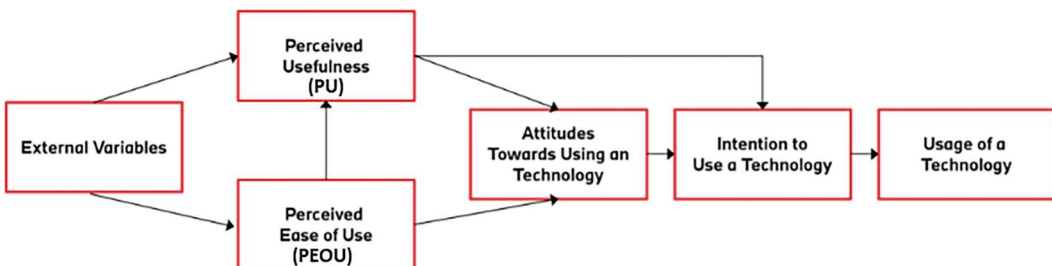 Perceived
Usefulness
(PU)
External Variables
Attitudes
Towards Using an
Technology
Intention to
Use a Technology
Usage of a
Technology
Perceived
Ease of Use
(PEOU)